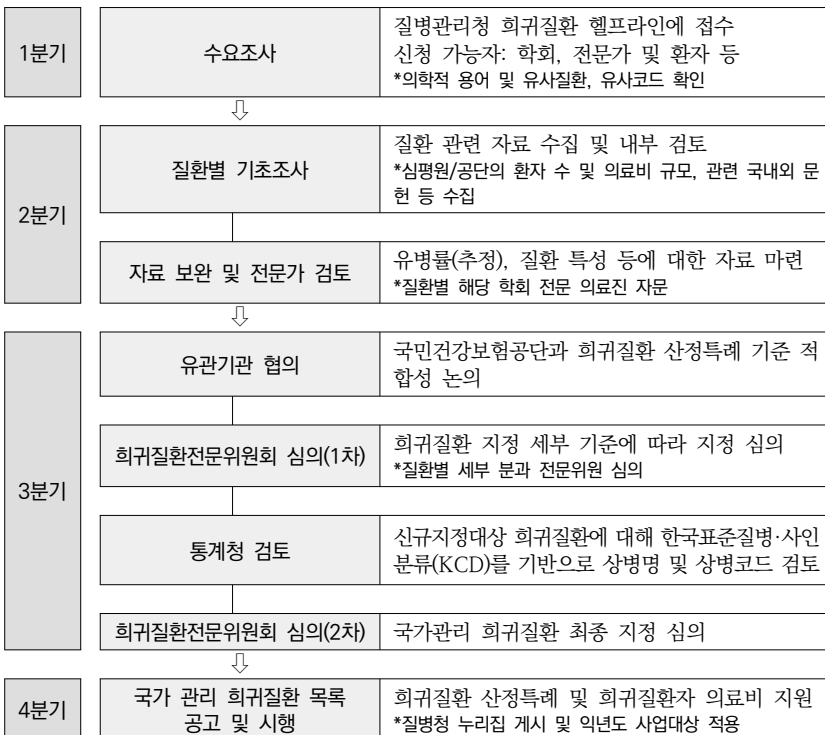 1분기
수요조사
질병관리청 희귀질환 헬프라인에 접수
신청 가능자: 학회, 전문가 및 환자 등
*의학적 용어 및 유사질환, 유사코드 확인
2분기
질환별 기초조사
질환 관련 자료 수집 및 내부 검토
*심평원/공단의 환자 수 및 의료비 규모, 관련 국내외 문
헌 등 수집
자료 보완 및 전문가 검토
유병률(추정), 질환 특성 등에 대한 자료 마련
*질환별 해당 학회 전문 의료진 자문
3분기
유관기관 협의
국민건강보험공단과 희귀질환 산정특례 기준 적
합성 논의
희귀질환전문위원회 심의(1차)
희귀질환 지정 세부 기준에 따라 지정 심의
*질환별 세부 분과 전문위원 심의
통계청 검토
신규지정대상 희귀질환에 대해 한국표준질병·사인
분류(KCD)를 기반으로 상병명 및 상병코드 검토
희귀질환전문위원회 심의(2차)
국가관리 희귀질환 최종 지정 심의
4분기
국가 관리 희귀질환 목록
공고 및 시행
희귀질환 산정특례 및 희귀질환자 의료비 지원
*질병청 누리집 게시 및 익년도 사업대상 적용